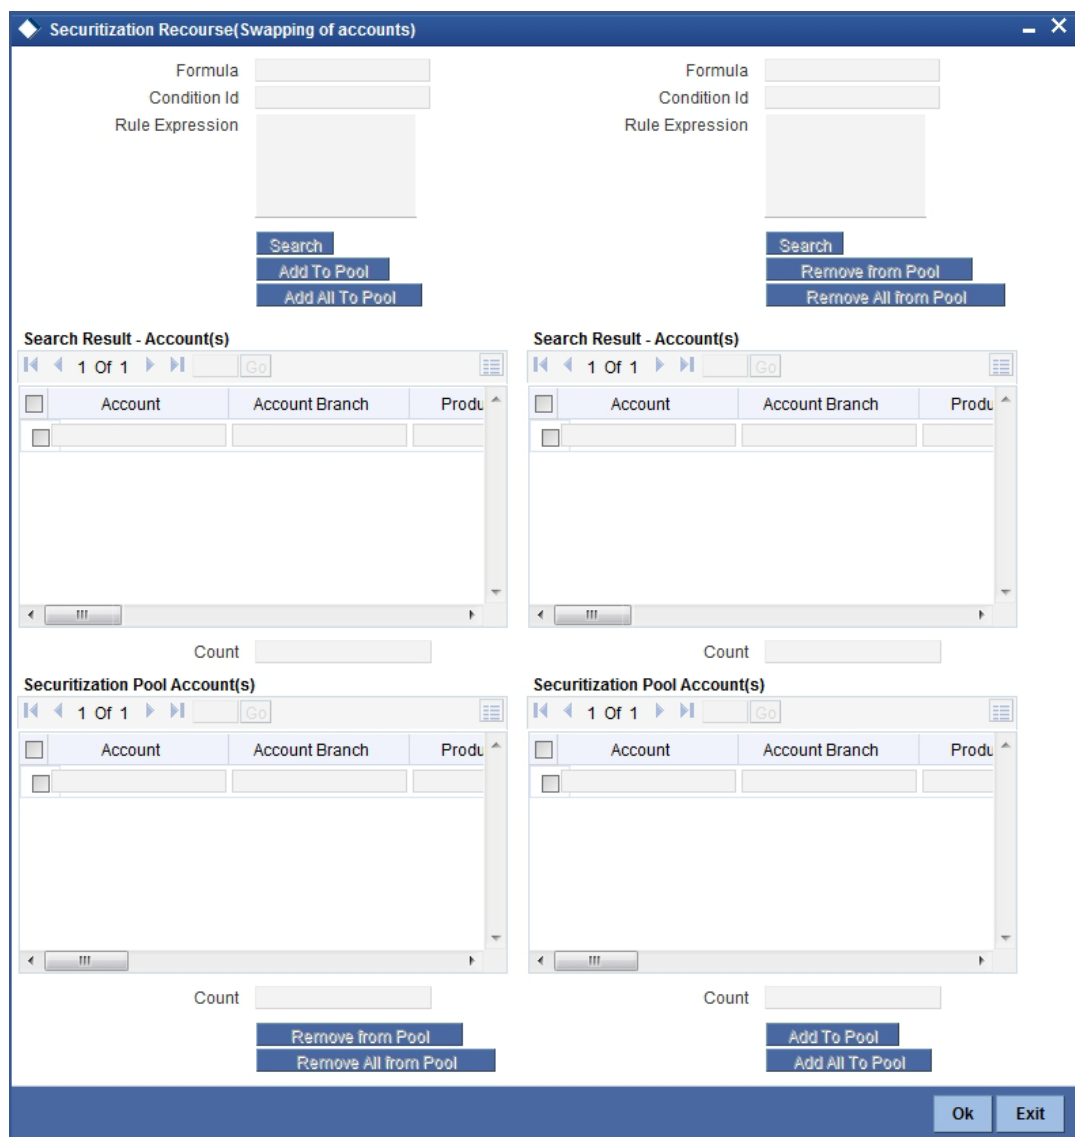 Securitization Recourse(Swapping of accounts)
Formula
Condition Id
Rule Expression
Search
Add To Pool
Add All To Pool
Formula
Condition Id
Rule Expression
Search
Remove from Pool
Remove All from Pool
Search Result - Account(s)
1 Of 1 Go
Account Account Branch Produ
Count
Search Result - Account(s)
1 Of 1 Go
Account Account Branch Produ
Count
Securitization Pool Account(s)
1 Of 1 Go
Account Account Branch Produ
Count
Remove from Pool
Remove All from Pool
Securitization Pool Account(s)
1 Of 1 Go
Account Account Branch Produ
Count
Add To Pool
Add All To Pool
Ok Exit